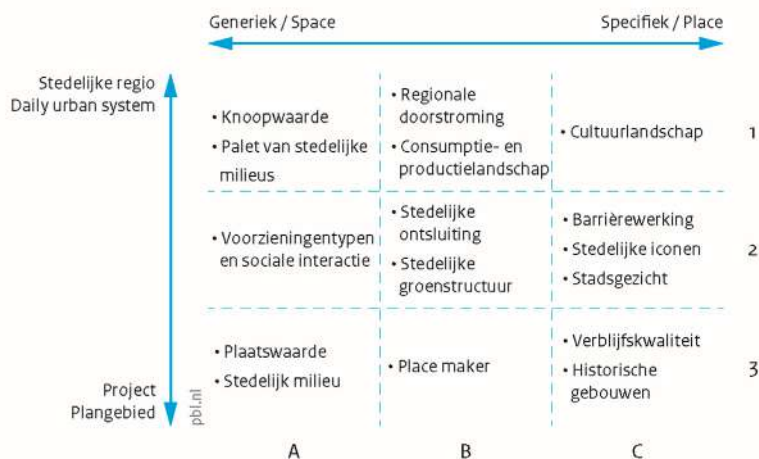 Generiek / Space
Specifiek / Place
Stedelijke regio
Daily urban system
• Knoopwaarde
• Palet van stedelijke
milieus
• Regionale
doorstroming
• Consumptie- en
productielandschap
• Cultuurlandschap
1
• Voorzieningentypen
en sociale interactie
• Stedelijke
ontsluiting
• Stedelijke
groenstructuur
• Barrièrewerking
• Stedelijke iconen
• Stadsgezicht
2
• Plaatswaarde
• Stedelijk milieu
• Place maker
• Verblijfskwaliteit
• Historische
gebouwen
3
Project
Plangebied
pbl.nl
A
B
C